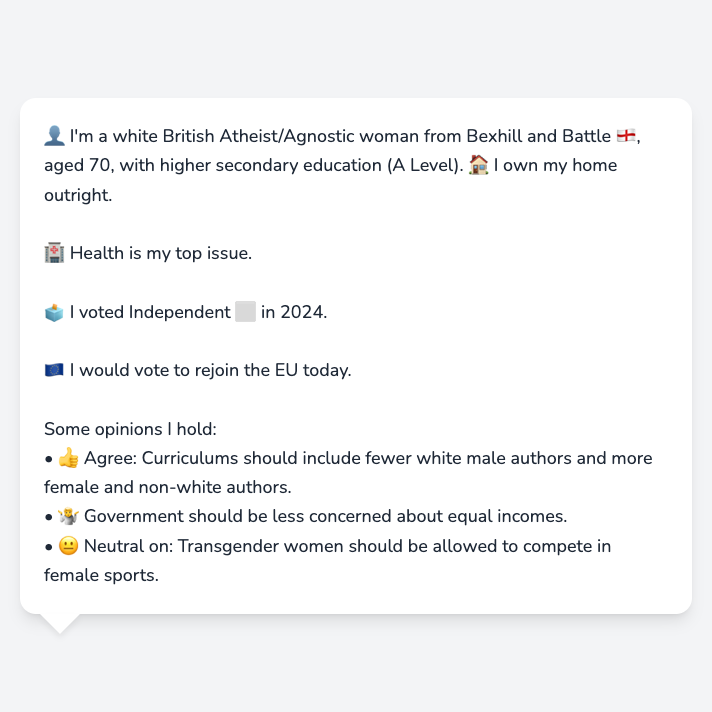 👤 I'm a white British Atheist/Agnostic woman from Bexhill and Battle 🏴󠁧󠁢󠁥󠁮󠁧󠁿,
aged 70, with higher secondary education (A Level). 🏠 I own my home
outright.
🏥 Health is my top issue.
🗳️ I voted Independent ⬜ in 2024.
🇪🇺 I would vote to rejoin the EU today.
Some opinions I hold:
• 👍 Agree: Curriculums should include fewer white male authors and more
female and non-white authors.
• 🤷 Government should be less concerned about equal incomes.
• 😐 Neutral on: Transgender women should be allowed to compete in
female sports.